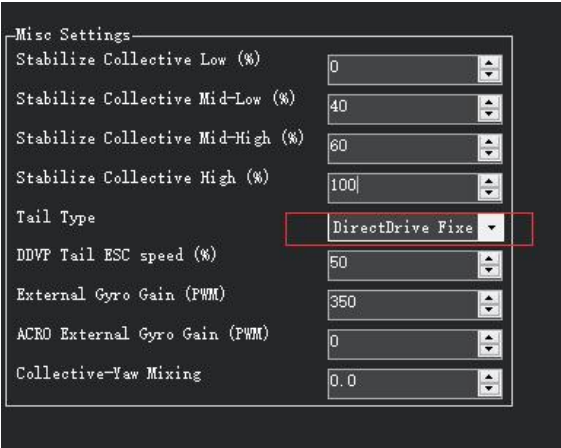 Misc Settings
Stabilize Collective Low (%) 0
Stabilize Collective Mid-Low (%) 40
Stabilize Collective Mid-High (%) 60
Stabilize Collective High (%) 100
Tail Type DirectDrive Fixe
DDVP Tail ESC speed (%) 50
External Gyro Gain (PWM) 350
ACRO External Gyro Gain (PWM) 0
Collective-Yaw Mixing 0.0